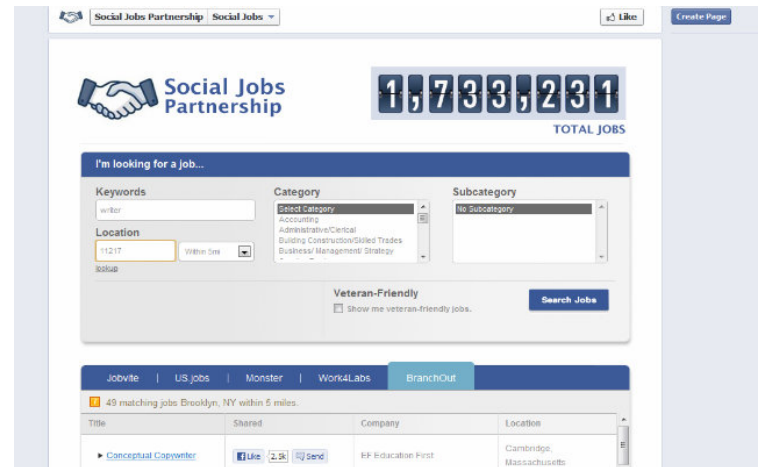 Social Jobs Partnership Social Jobs
Like
Create Page
Social Jobs
Partnership
1,733,231
TOTAL JOBS
I'm looking for a job...
Keywords
writer
Location
11217 Within 5mi
lookup
Category
Select Category
Accounting
Administrative/Clerical
Building Construction/Skilled Trades
Business/ Management/ Strategy
Subcategory
No Subcategory
Veteran-Friendly
Show me veteran-friendly jobs.
Search Jobs
Jobvite | US.jobs | Monster | Work4Labs BranchOut
49 matching jobs Brooklyn, NY within 5 miles.
Title Shared Company Location
Conceptual Copywriter Like 2.5k Send EF Education First Cambridge,
Massachusetts